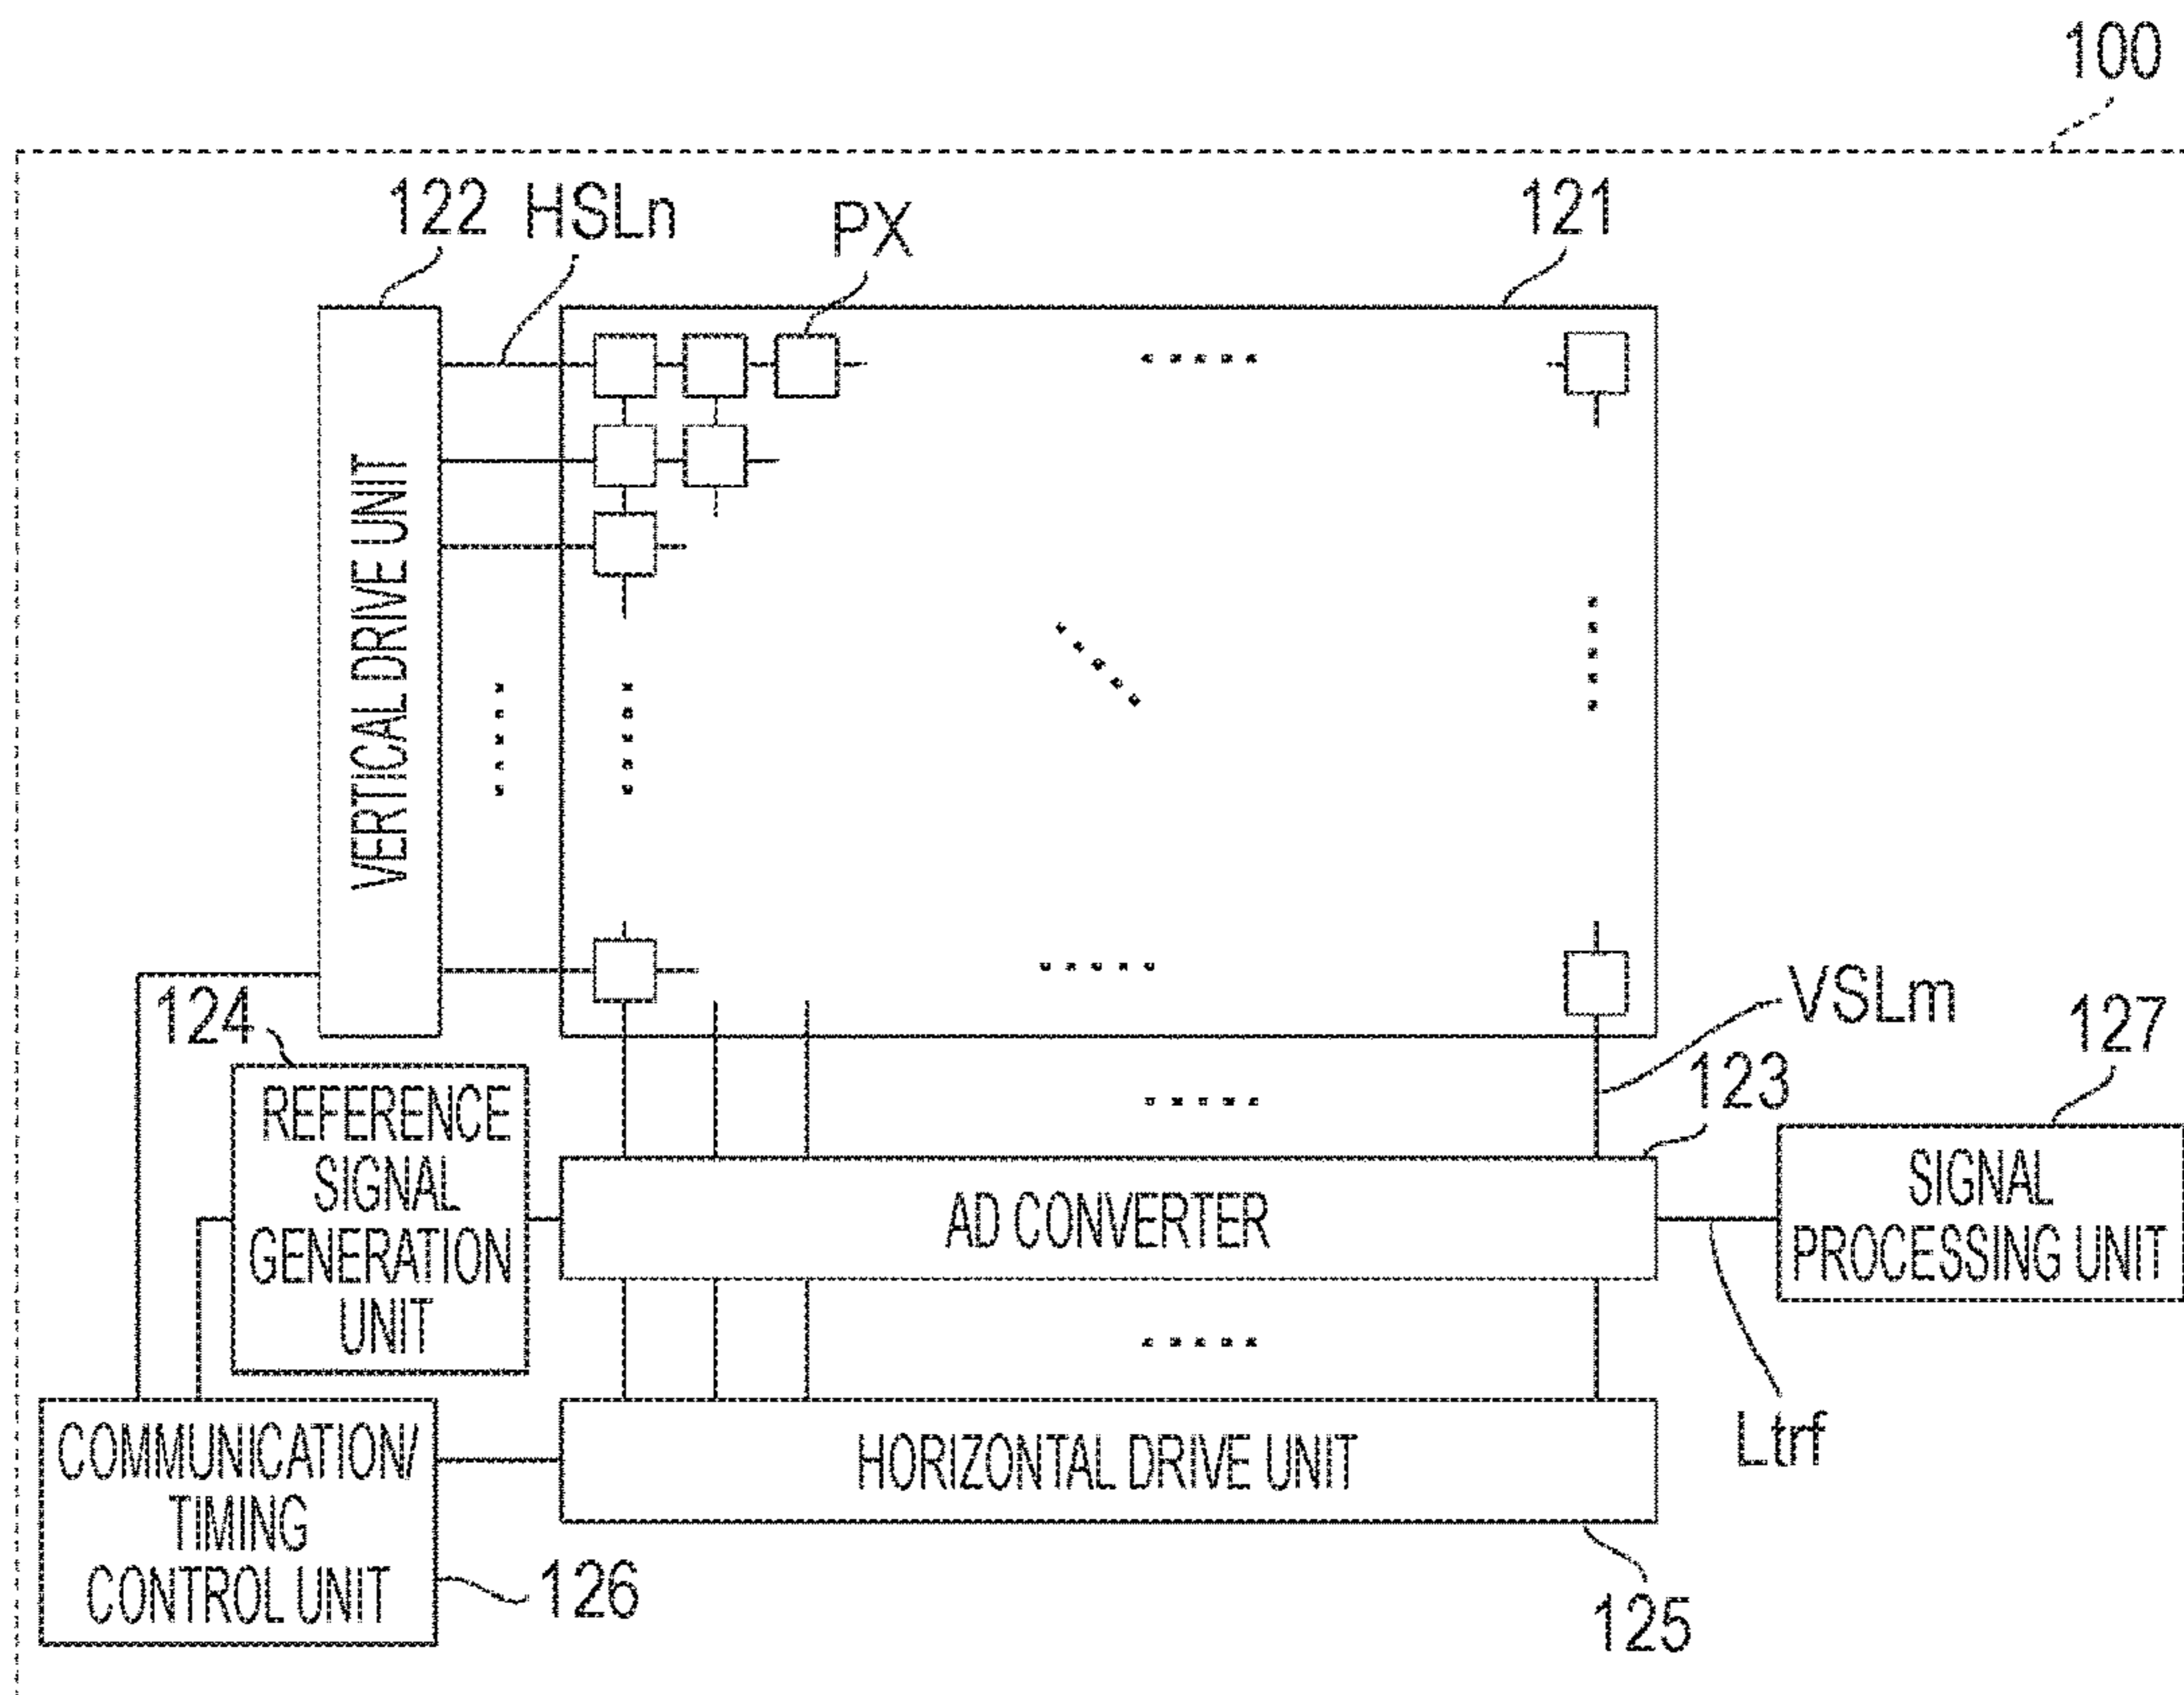 100
122
HSLn
PX
121
VERTICAL DRIVE UNIT
124
VSLm
127
123
REFERENCE
SIGNAL
GENERATION
UNIT
AD CONVERTER
SIGNAL
PROCESSING UNIT
Ltrf
COMMUNICATION/
TIMING
CONTROL UNIT
HORIZONTAL DRIVE UNIT
126
125